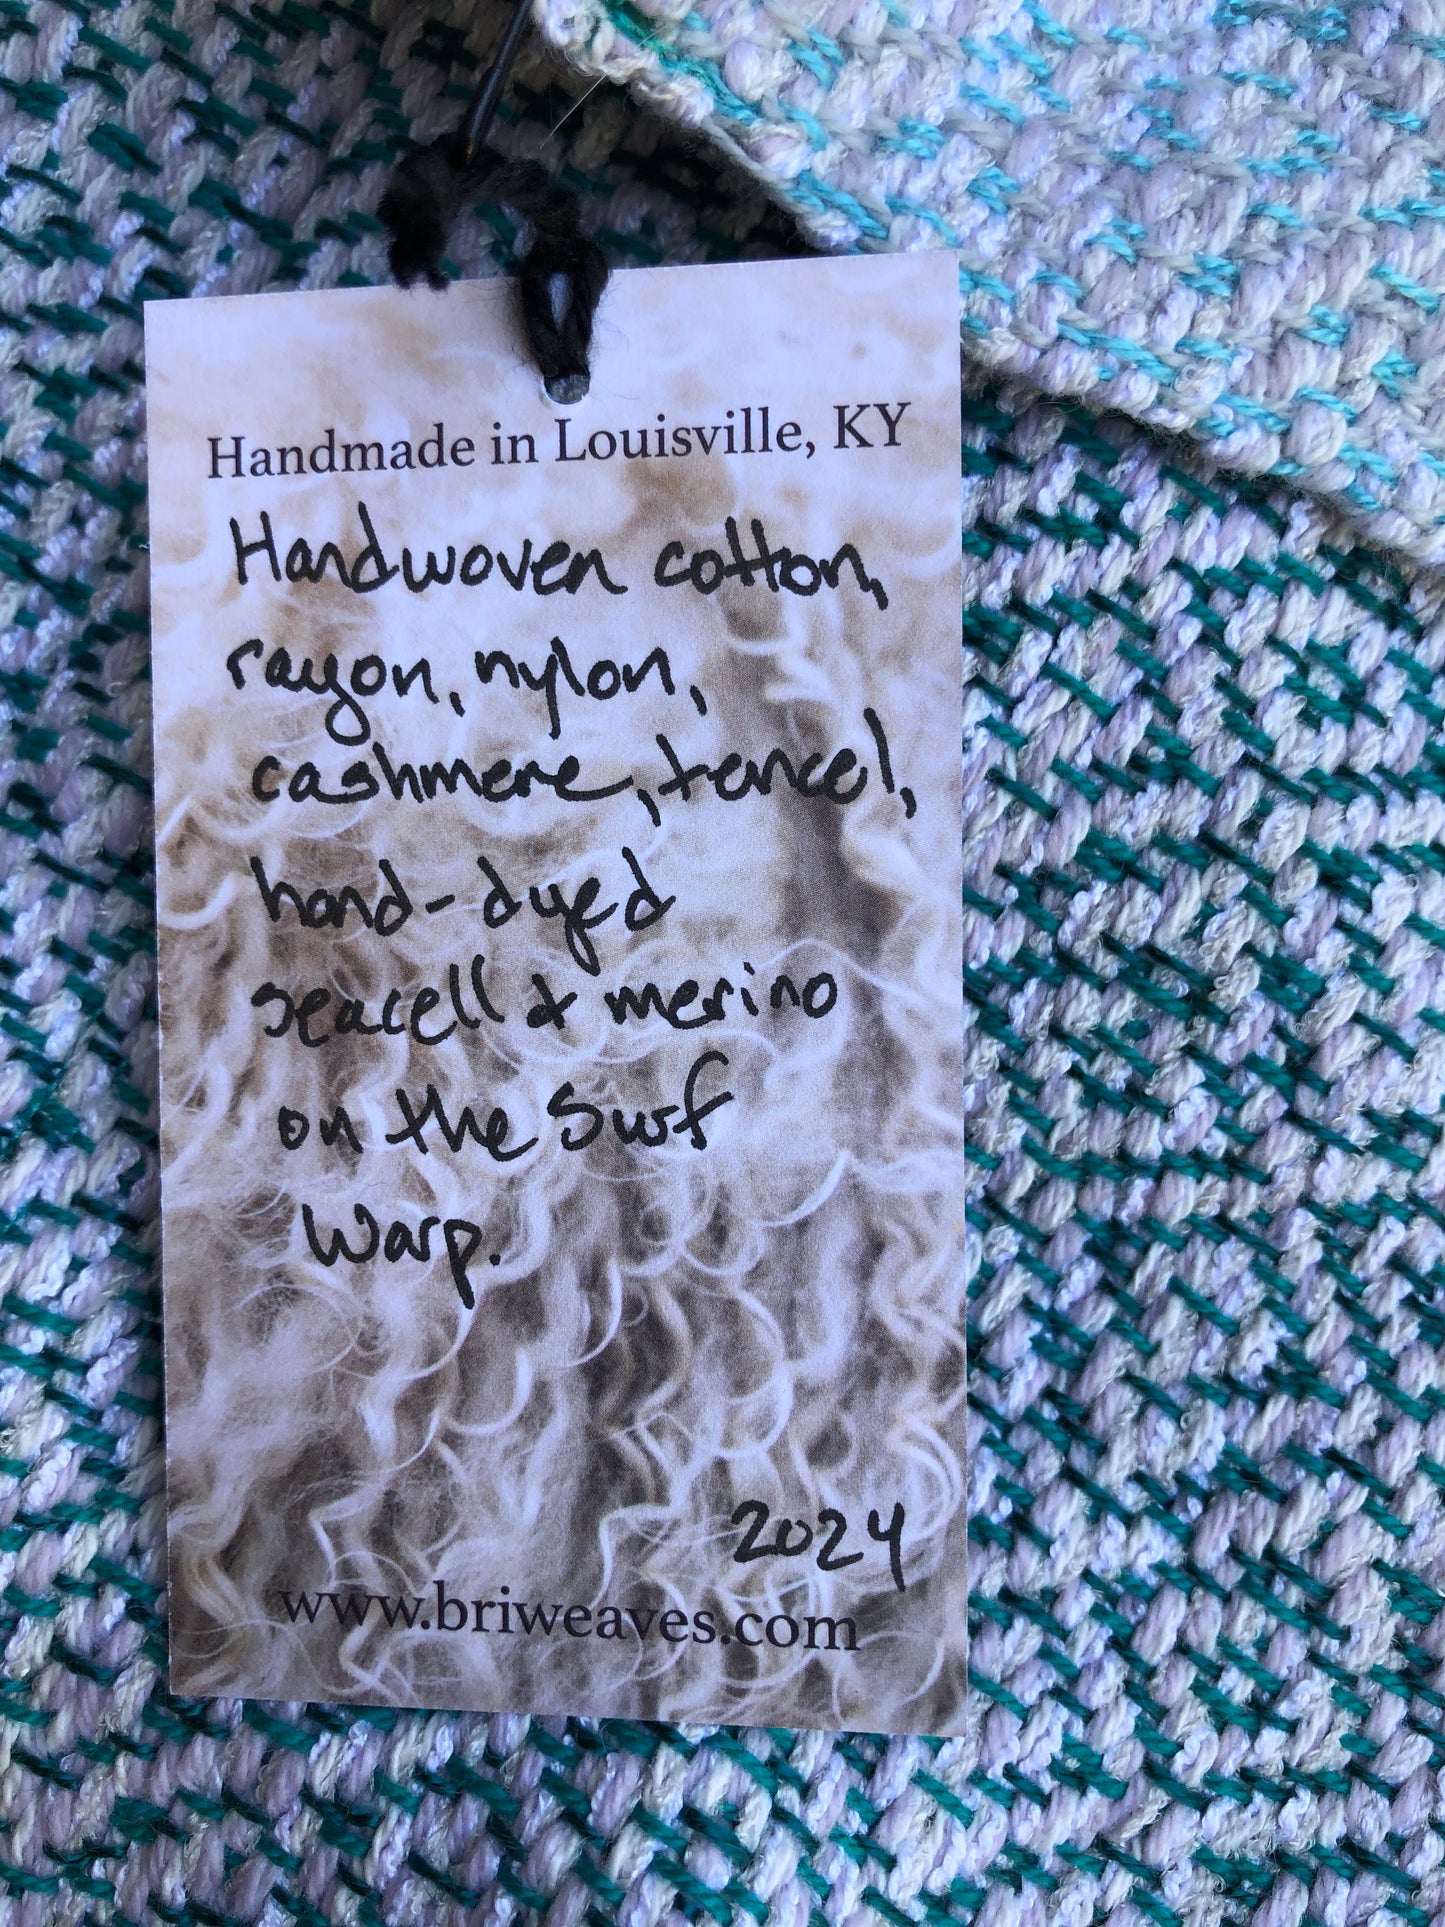 Handmade in Louisville, KY
Handwoven cotton,
rayon, nylon,
cashmere, tencel,
hand-dyed
seacell & merino
on the Surf
Warp.
2024
www.briweaves.com